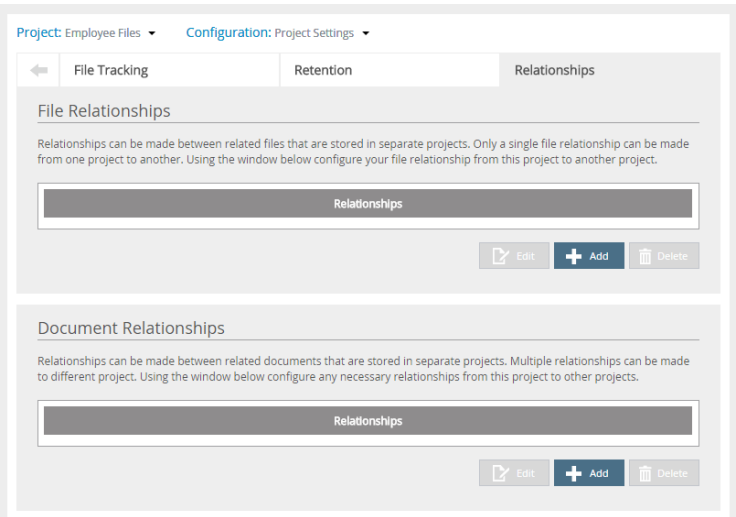 Project: Employee Files Configuration: Project Settings
File Tracking Retention Relationships
File Relationships
Relationships can be made between related files that are stored in separate projects. Only a single file relationship can be made
from one project to another. Using the window below configure your file relationship from this project to another project.
Relationships
Edit Add Delete
Document Relationships
Relationships can be made between related documents that are stored in separate projects. Multiple relationships can be made
to different project. Using the window below configure any necessary relationships from this project to other projects.
Relationships
Edit Add Delete